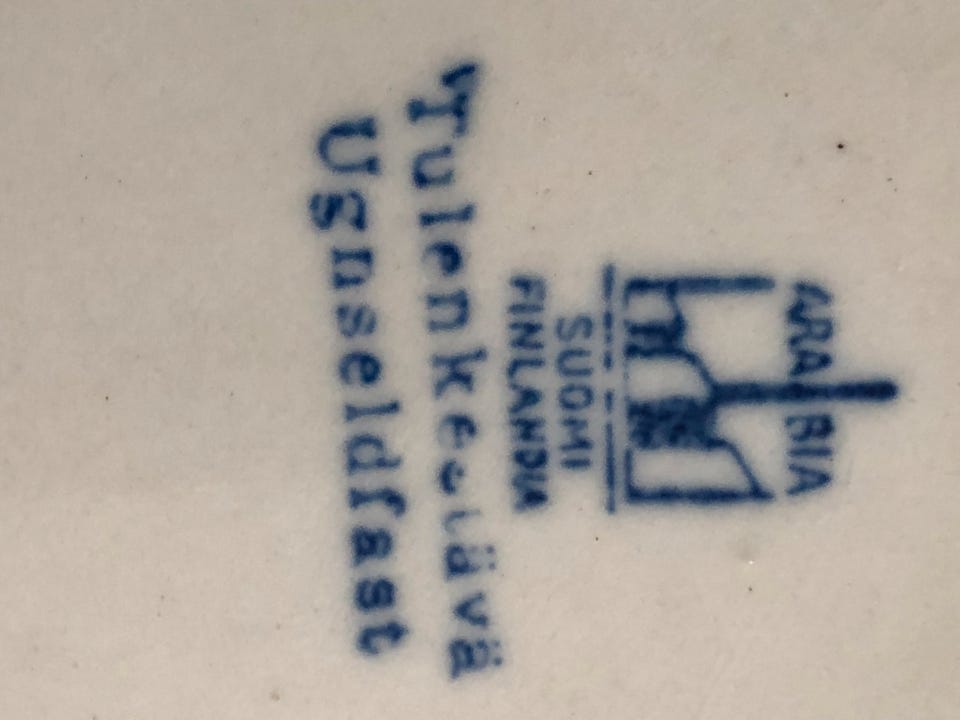 ARABIA
SUOMI
FINLANDIA
Tulenkestävä
Ugnseldfast